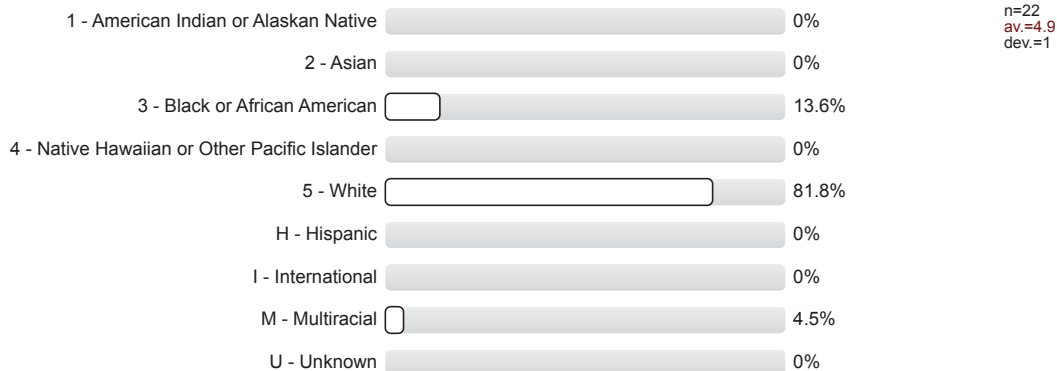 1 - American Indian or Alaskan Native 0%
2 - Asian 0%
3 - Black or African American 13.6%
4 - Native Hawaiian or Other Pacific Islander 0%
5 - White 81.8%
H - Hispanic 0%
I - International 0%
M - Multiracial 4.5%
U - Unknown 0%
n=22
av.=4.9
dev.=1